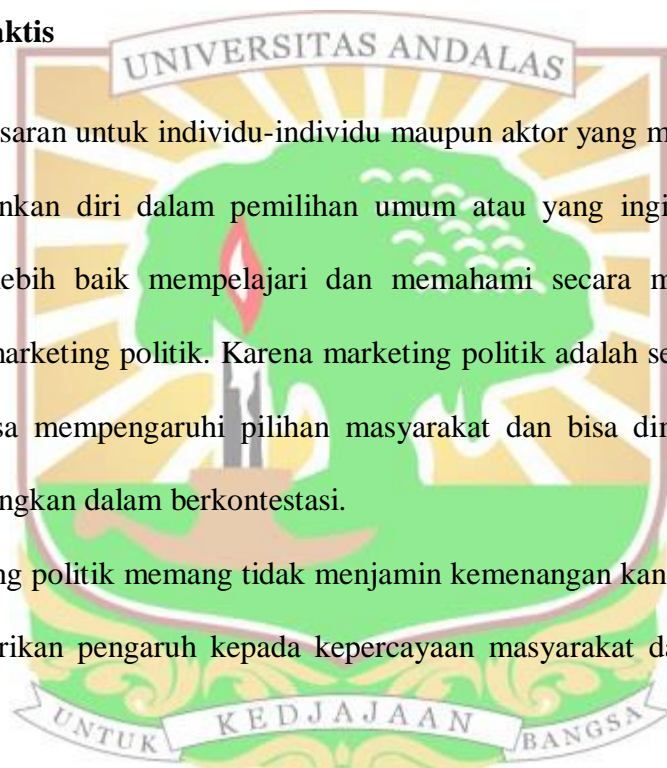 aktis
UNIVERSITAS ANDALAS
saran untuk individu-individu maupun aktor yang m
nkan diri dalam pemilihan umum atau yang ingi
lebih baik mempelajari dan memahami secara m
marketing politik. Karena marketing politik adalah se
sa mempengaruhi pilihan masyarakat dan bisa dim
ngkan dalam berkontestasi.
ng politik memang tidak menjamin kemenangan kan
rikan pengaruh kepada kepercayaan masyarakat da
UNTUK KEDJAJAAN BANGSA